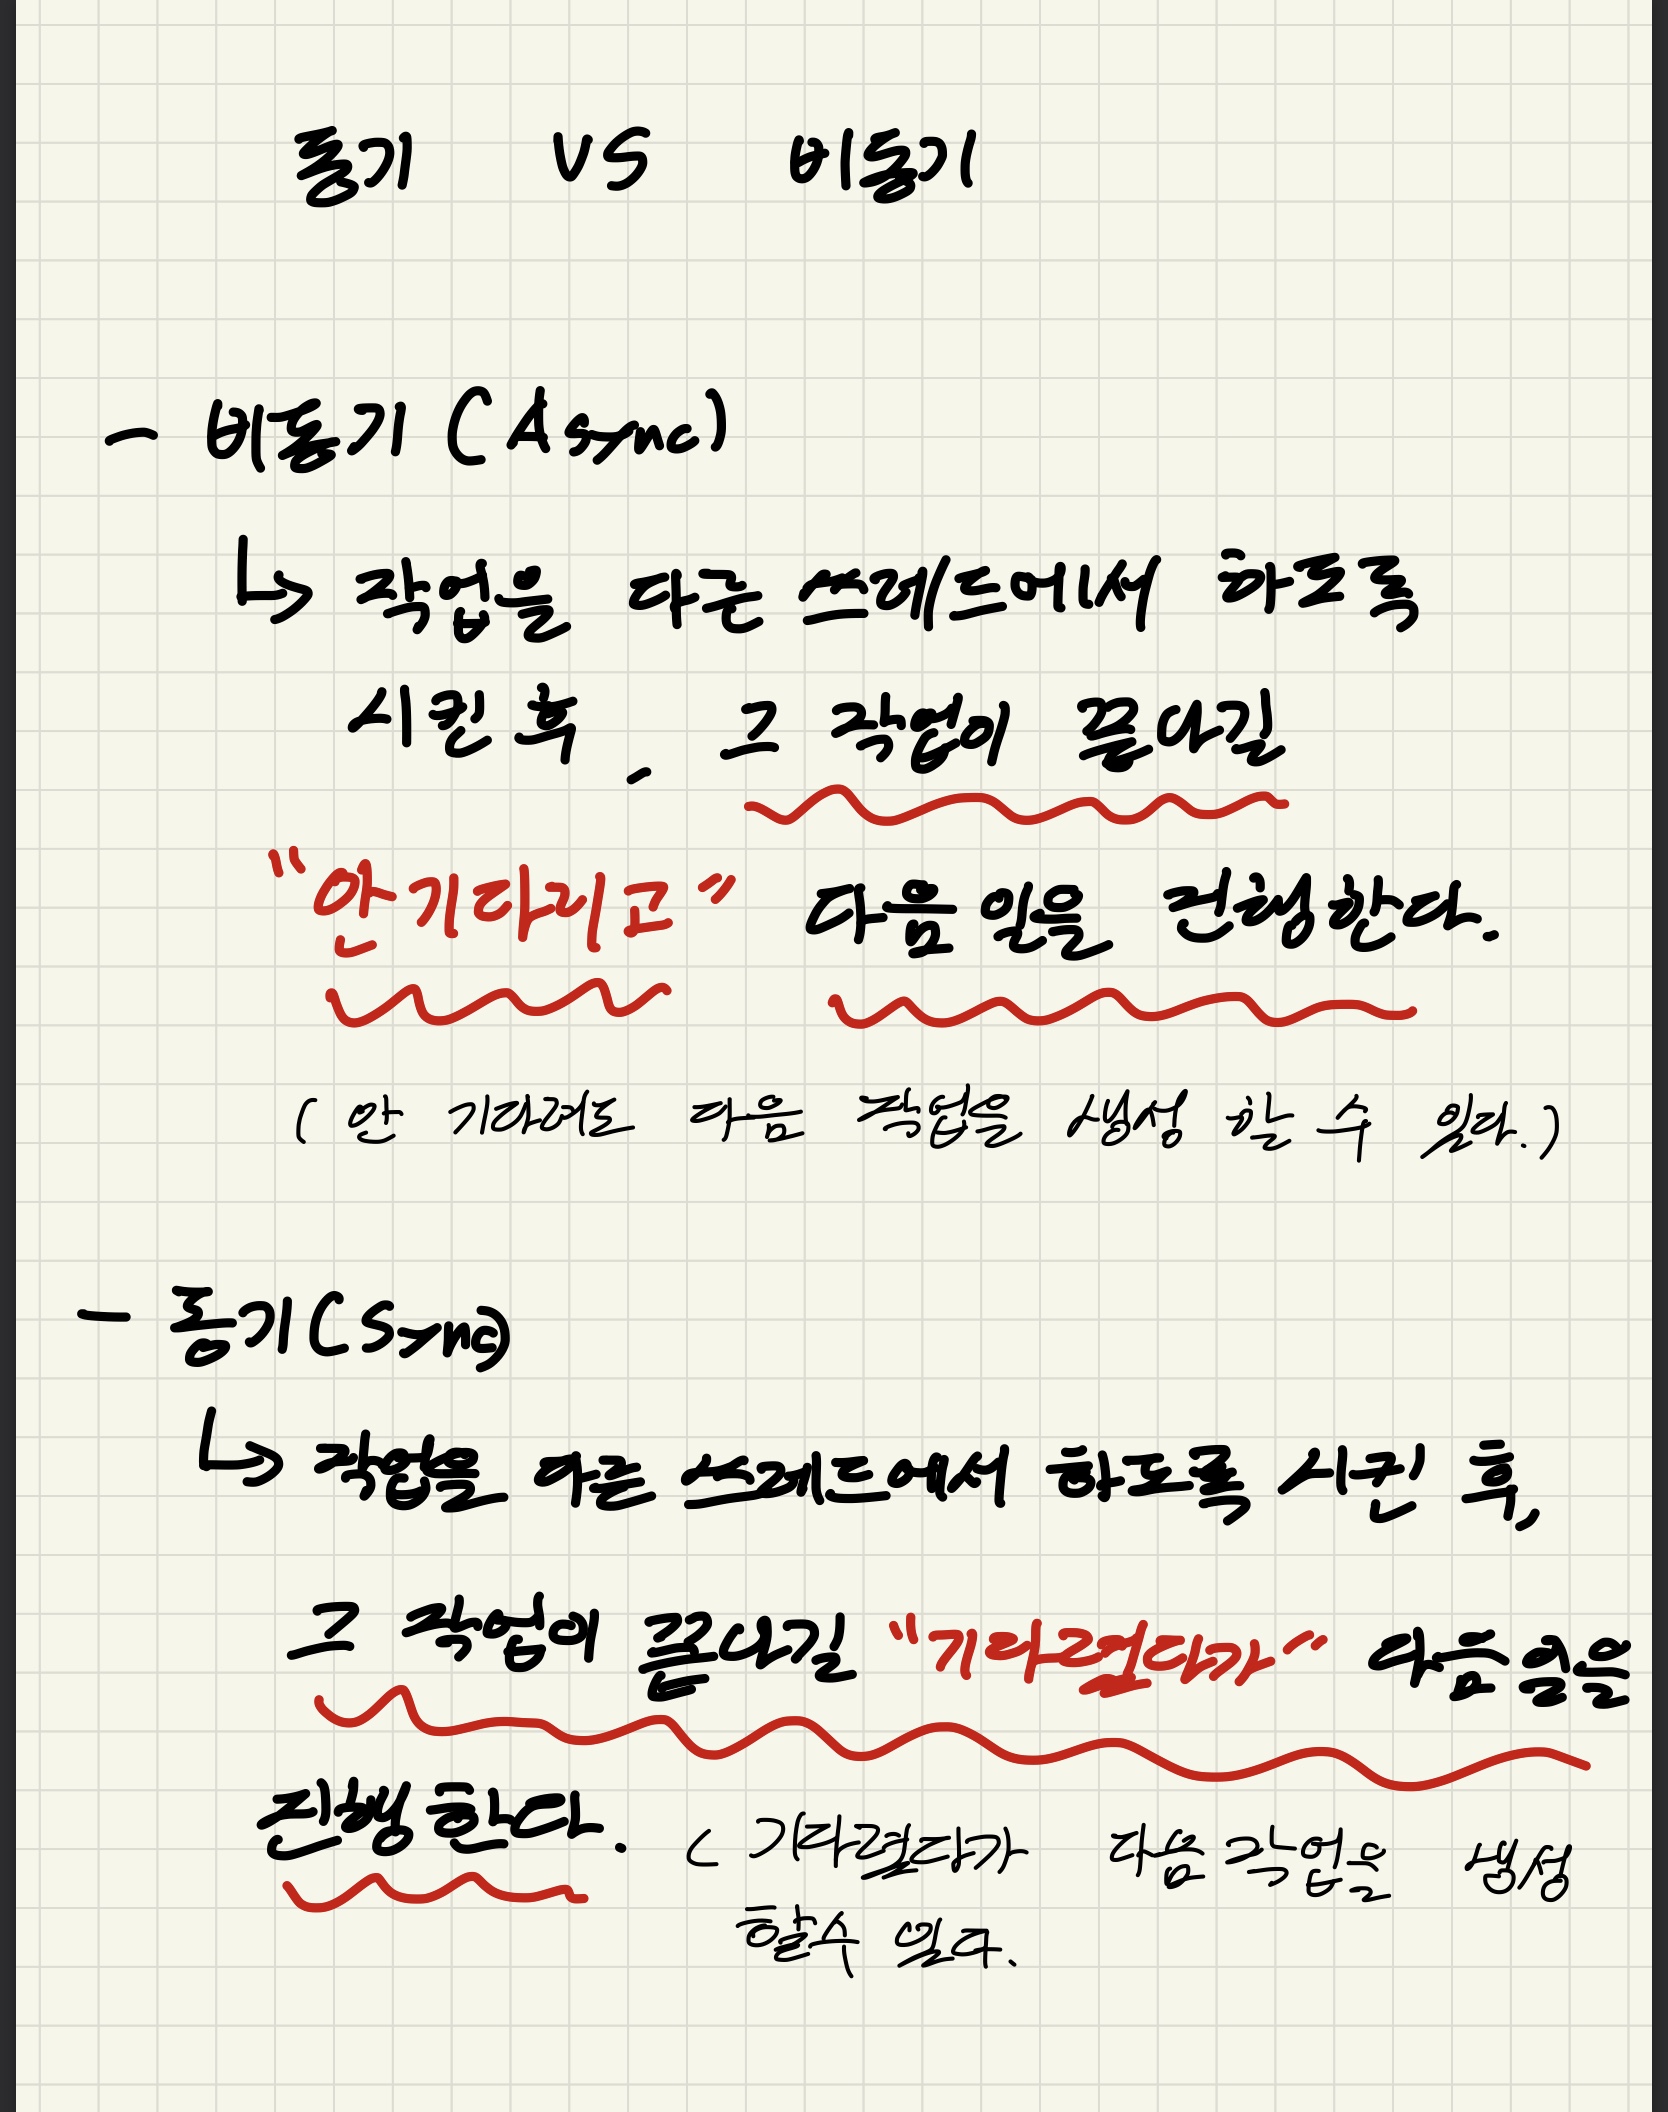 동기 VS 비동기
- 비동기 (Async)
↳ 작업을 다른 쓰레드에서 하도록
시킨 후, 그 작업이 끝나길
"안기다리고" 다음 일을 진행한다.
( 안 기다려도 다음 작업을 생성 할 수 있다.)
- 동기(Sync)
↳ 작업을 다른 쓰레드에서 하도록 시킨 후,
그 작업이 끝나길 "기다렸다가" 다음 일을
진행한다. ( 기다렸다가 다음 작업을 생성
할수 있다.